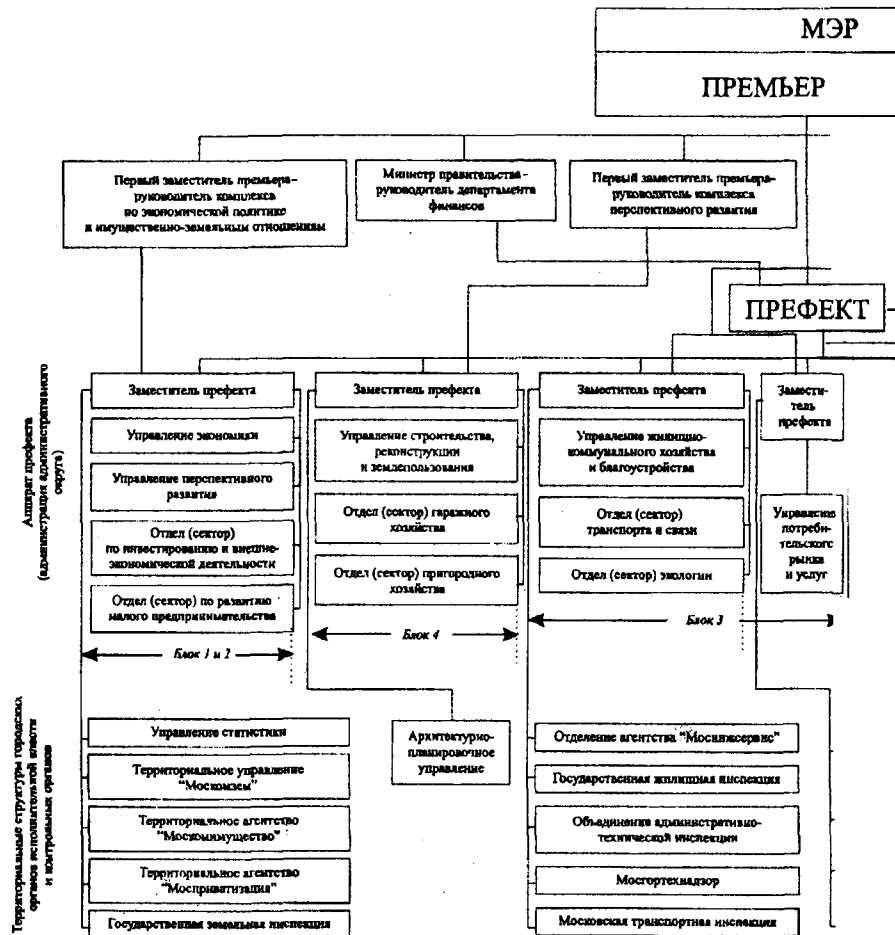 МЭР
ПРЕМЬЕР
Первый заместитель премьера-
руководитель комплекса
по экономической политике
и имущественно-земельным отношениям
Министр правительства-
руководитель департамента
финансов
Первый заместитель премьера-
руководитель комплекса
перспективного развития
ПРЕФЕКТ
Аппарат префекта
(администрация административного
округа)
Заместитель префекта
Управление экономики
Управление перспективного
развития
Отдел (сектор)
по инвестированию и внешне-
экономической деятельности
Отдел (сектор) по развитию
малого предпринимательства
Блок 1 и 2
Заместитель префекта
Управление строительства,
реконструкции
и землепользования
Отдел (сектор) гаражного
хозяйства
Отдел (сектор) пригородного
хозяйства
Блок 4
Заместитель префекта
Управление жилищно-
коммунального хозяйства
и благоустройства
Отдел (сектор)
транспорта и связи
Отдел (сектор) экологии
Блок 3
Замести-
тель
префекта
Управление
потреби-
тельского
рынка
и услуг
Территориальные структуры городских
органов исполнительной власти
и контрольных органов
Управление статистики
Территориальное управление
"Москомзем"
Территориальное агентство
"Москомимущество"
Территориальное агентство
"Мосприватизация"
Государственная земельная инспекция
Архитектурно-
планировочное
управление
Отделение агентства "Мосинжсервис"
Государственная жилищная инспекция
Объединение административно-
технической инспекции
Мосгортехнадзор
Московская транспортная инспекция